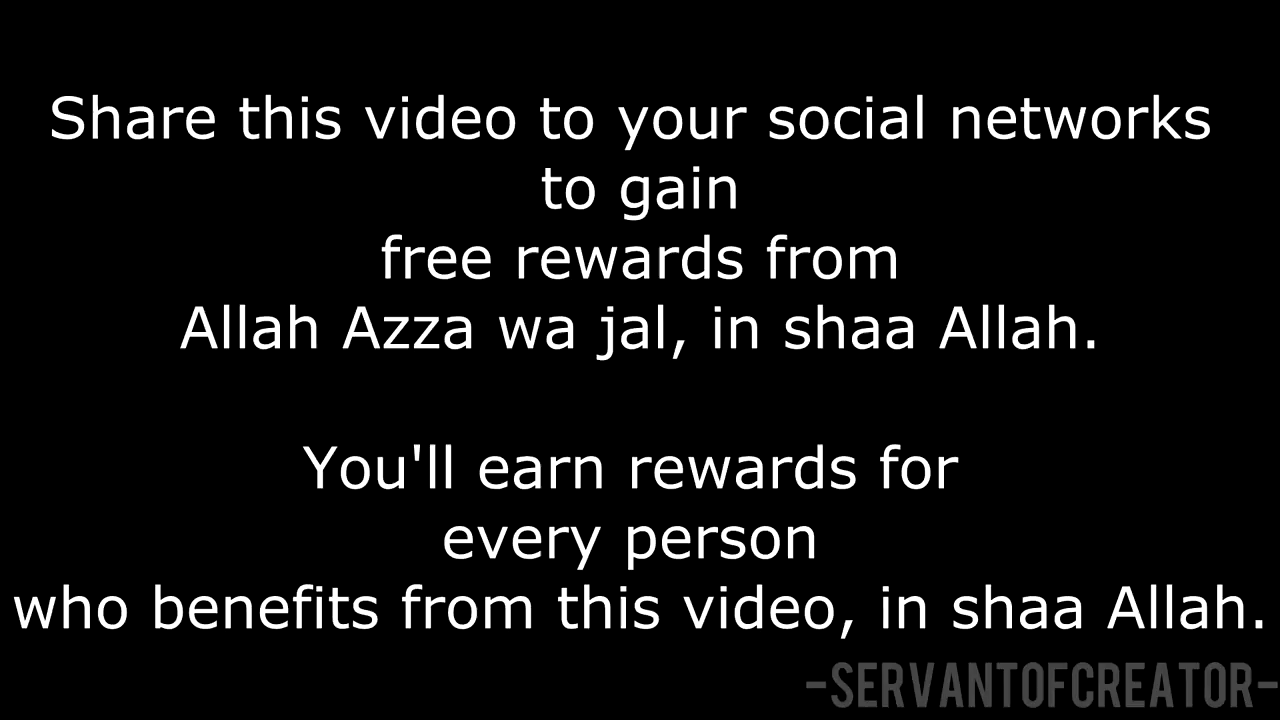 Share this video to your social networks
to gain
free rewards from
Allah Azza wa jal, in shaa Allah.
You'll earn rewards for
every person
who benefits from this video, in shaa Allah.
-SERVANTOFCREATOR-